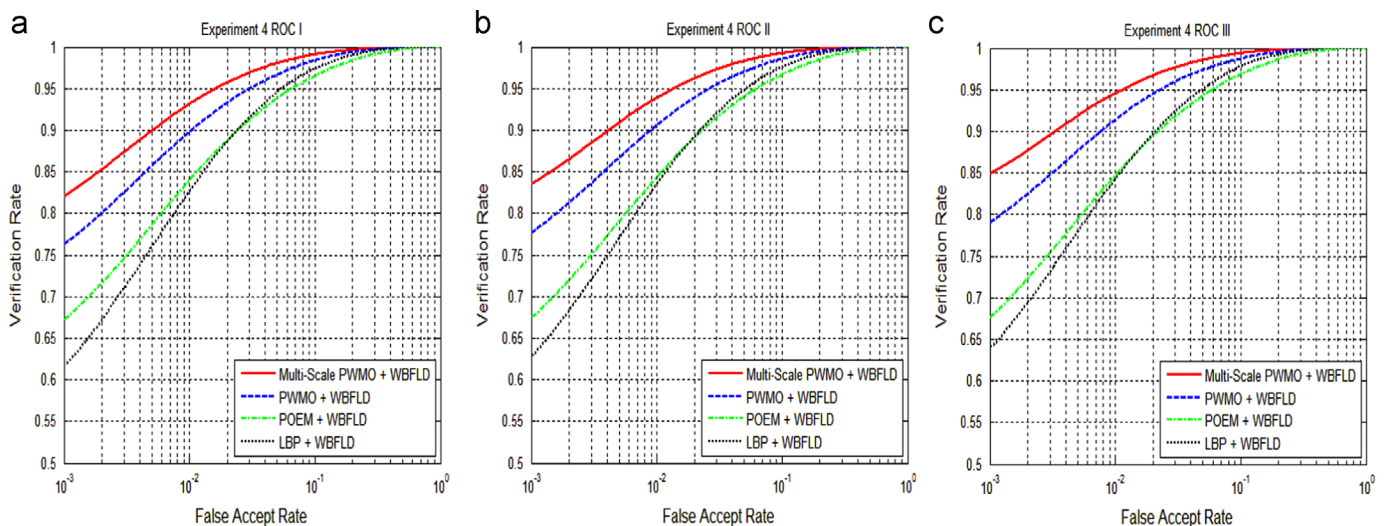 a
Experiment 4 ROC I
1
0.95
0.9
0.85
0.8
0.75
0.7
0.65
0.6
0.55
0.5
Verification Rate
Multi-Scale PWMO + WBFLD
PWMO + WBFLD
POEM + WBFLD
LBP + WBFLD
10-3
10-2
10-1
100
False Accept Rate
b
Experiment 4 ROC II
1
0.95
0.9
0.85
0.8
0.75
0.7
0.65
0.6
0.55
0.5
Verification Rate
Multi-Scale PWMO + WBFLD
PWMO + WBFLD
POEM + WBFLD
LBP + WBFLD
10-3
10-2
10-1
100
False Accept Rate
c
Experiment 4 ROC III
1
0.95
0.9
0.85
0.8
0.75
0.7
0.65
0.6
0.55
0.5
Verification Rate
Multi-Scale PWMO + WBFLD
PWMO + WBFLD
POEM + WBFLD
LBP + WBFLD
10-3
10-2
10-1
100
False Accept Rate